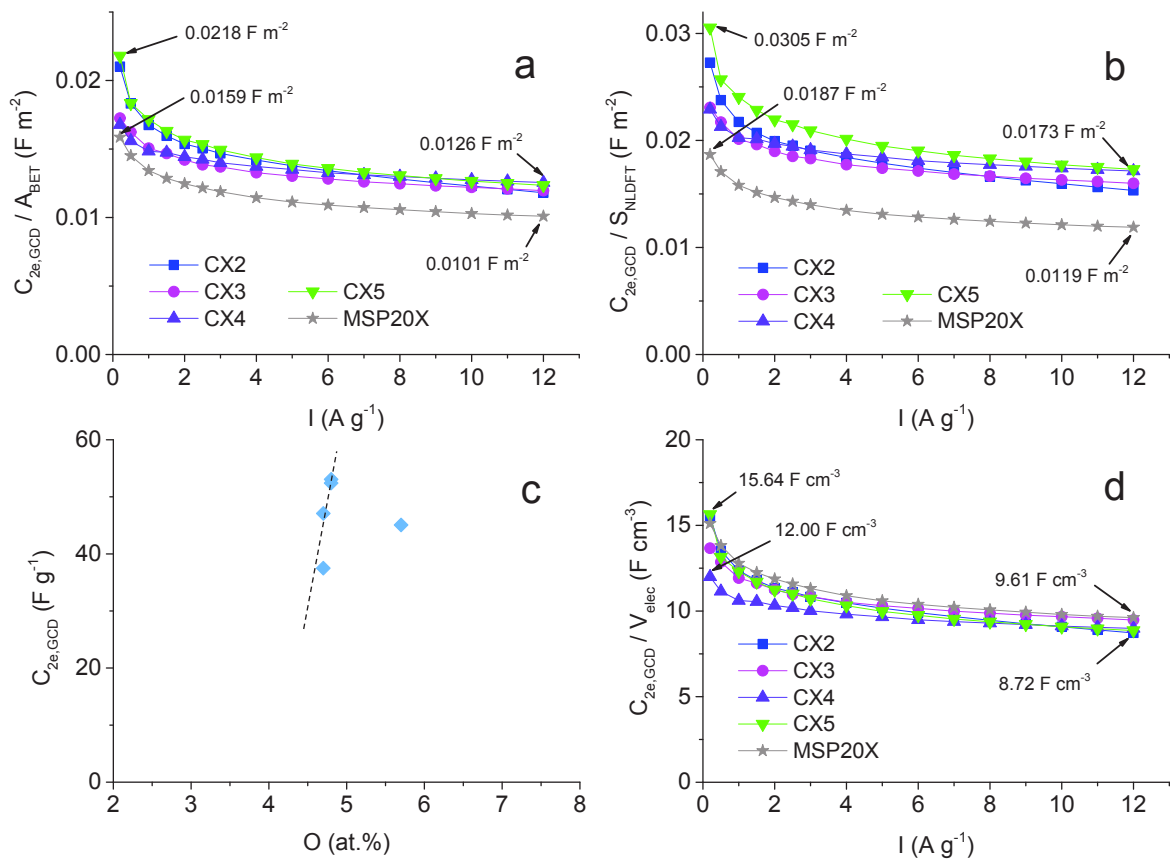 a
0.0218 F m⁻²
0.0159 F m⁻²
0.0126 F m⁻²
0.0101 F m⁻²
0.02
0.01
0.00
C₂ₑ,GCD / A_BET (F m⁻²)
CX2
CX3
CX4
CX5
MSP20X
0 2 4 6 8 10 12
I (A g⁻¹)
b
0.0305 F m⁻²
0.0187 F m⁻²
0.0173 F m⁻²
0.0119 F m⁻²
0.03
0.02
0.01
0.00
C₂ₑ,GCD / S_NLDFT (F m⁻²)
CX2
CX3
CX4
CX5
MSP20X
0 2 4 6 8 10 12
I (A g⁻¹)
c
60
40
20
0
C₂ₑ,GCD (F g⁻¹)
2 3 4 5 6 7 8
O (at.%)
d
15.64 F cm⁻³
12.00 F cm⁻³
9.61 F cm⁻³
8.72 F cm⁻³
20
15
10
5
0
C₂ₑ,GCD / V_elec (F cm⁻³)
CX2
CX3
CX4
CX5
MSP20X
0 2 4 6 8 10 12
I (A g⁻¹)